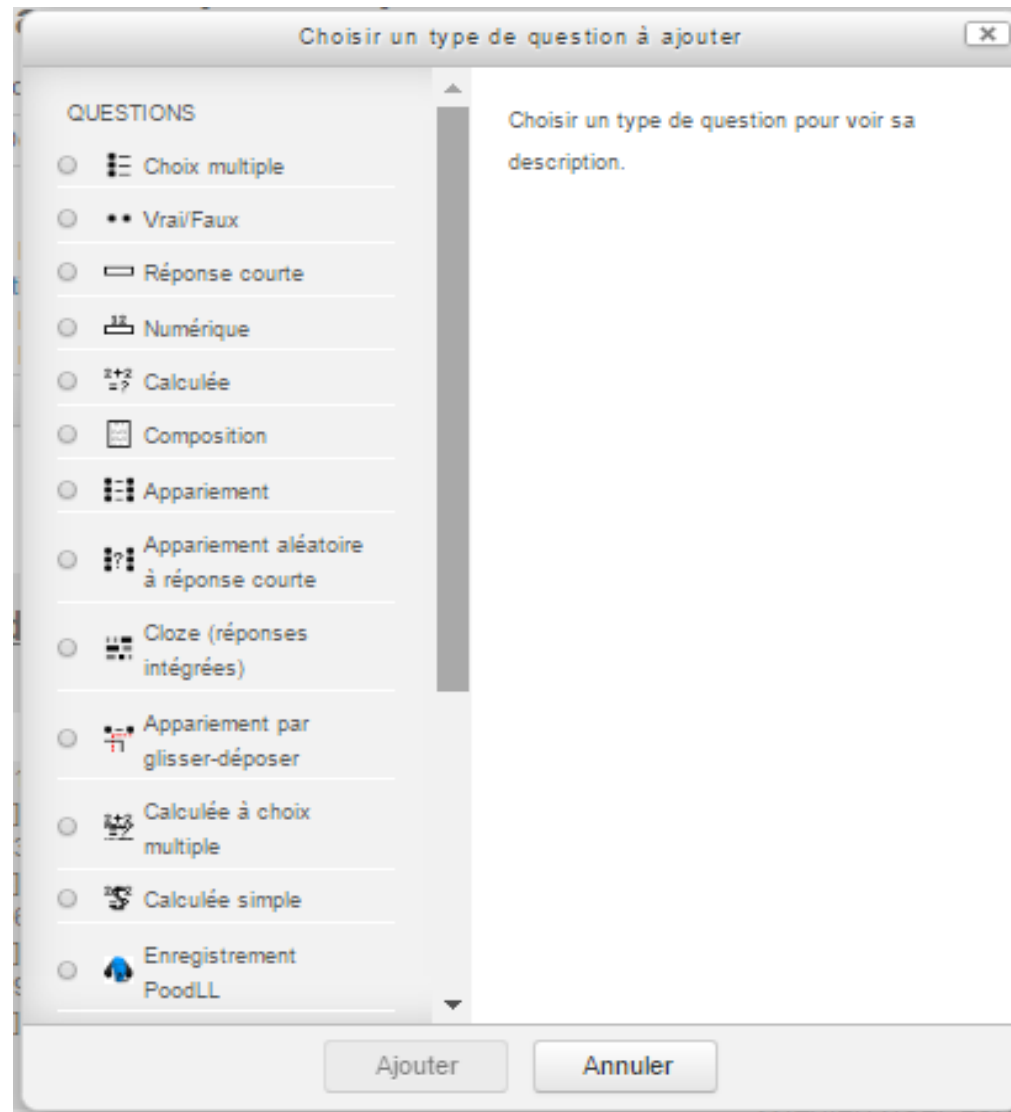 Choisir un type de question à ajouter
QUESTIONS
Choix multiple
Vrai/Faux
Réponse courte
Numérique
Calculée
Composition
Appariement
Appariement aléatoire
à réponse courte
Cloze (réponses
intégrées)
Appariement par
glisser-déposer
Calculée à choix
multiple
Calculée simple
Enregistrement
PoodLL
Choisir un type de question pour voir sa
description.
Ajouter
Annuler